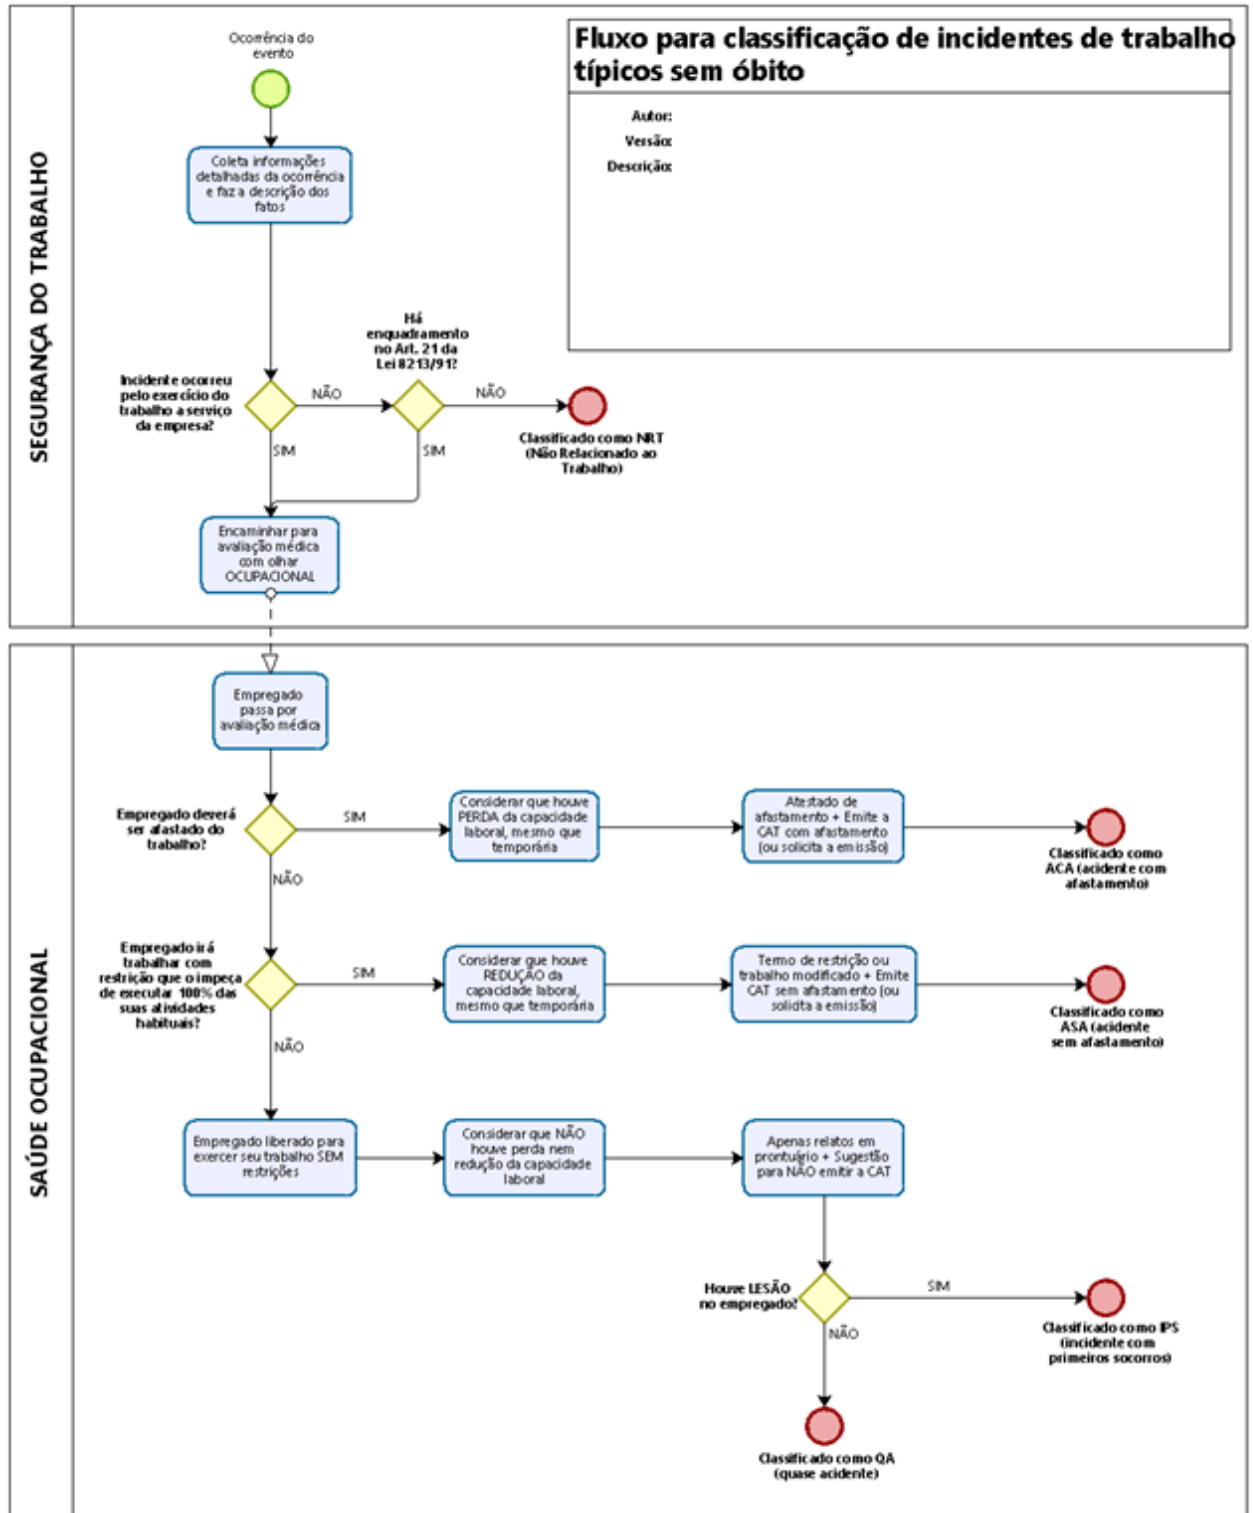 Fluxo para classificação de incidentes de trabalho
típicos sem óbito
Autor:
Versão:
Descrição:
SEGURANÇA DO TRABALHO
Ocorrência do
evento
Coleta informações
detalhadas da ocorrência
e faz a descrição dos
fatos
Há
enquadramento
no Art. 21 da
Lei 8213/91?
Incidente ocorreu
pelo exercício do
trabalho a serviço
da empresa?
NÃO
NÃO
SIM
SIM
Classificado como NRT
(Não Relacionado ao
Trabalho)
Encaminhar para
avaliação médica
com olhar
OCUPACIONAL
SAÚDE OCUPACIONAL
Empregado
passa por
avaliação médica
Empregado deverá
ser afastado do
trabalho?
SIM
NÃO
Considerar que houve
PERDA da capacidade
laboral, mesmo que
temporária
Atestado de
afastamento + Emite a
CAT com afastamento
(ou solicita a emissão)
Classificado como
ACA (acidente com
afastamento)
Empregado irá
trabalhar com
restrição que o impeça
de executar 100% das
suas atividades
habituais?
SIM
NÃO
Considerar que houve
REDUÇÃO da
capacidade laboral,
mesmo que temporária
Termo de restrição ou
trabalho modificado + Emite
CAT sem afastamento (ou
solicita a emissão)
Classificado como
ASA (acidente
sem afastamento)
Empregado liberado para
exercer seu trabalho SEM
restrições
Considerar que NÃO
houve perda nem
redução da capacidade
laboral
Apenas relatos em
prontuário + Sugestão
para NÃO emitir a CAT
Houve LESÃO
no empregado?
SIM
NÃO
Classificado como IPS
(incidente com
primeiros socorros)
Classificado como QA
(quase acidente)